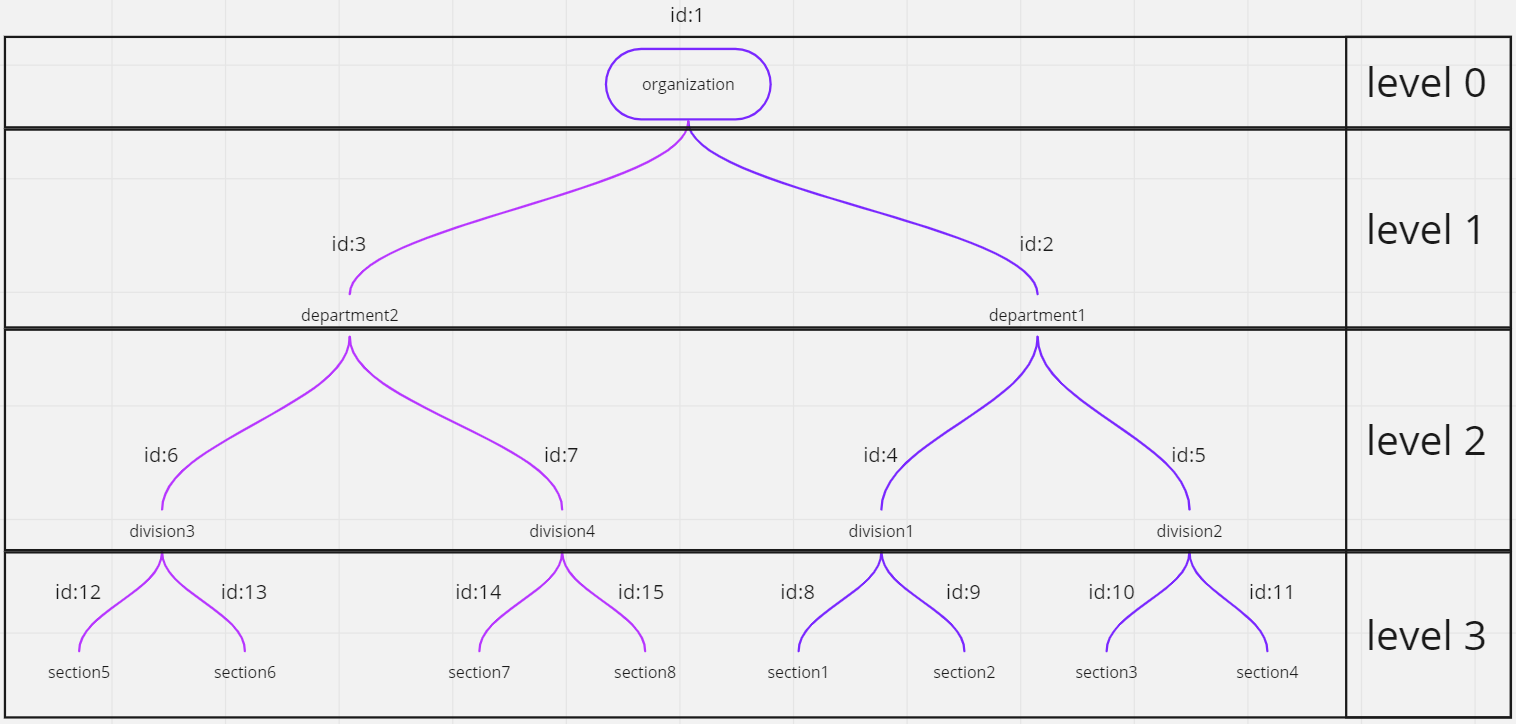 id:1
organization
level 0
id:3
id:2
level 1
department2
department1
id:6
id:7
id:4
id:5
level 2
division3
division4
division1
division2
id:12
id:13
id:14
id:15
id:8
id:9
id:10
id:11
level 3
section5
section6
section7
section8
section1
section2
section3
section4